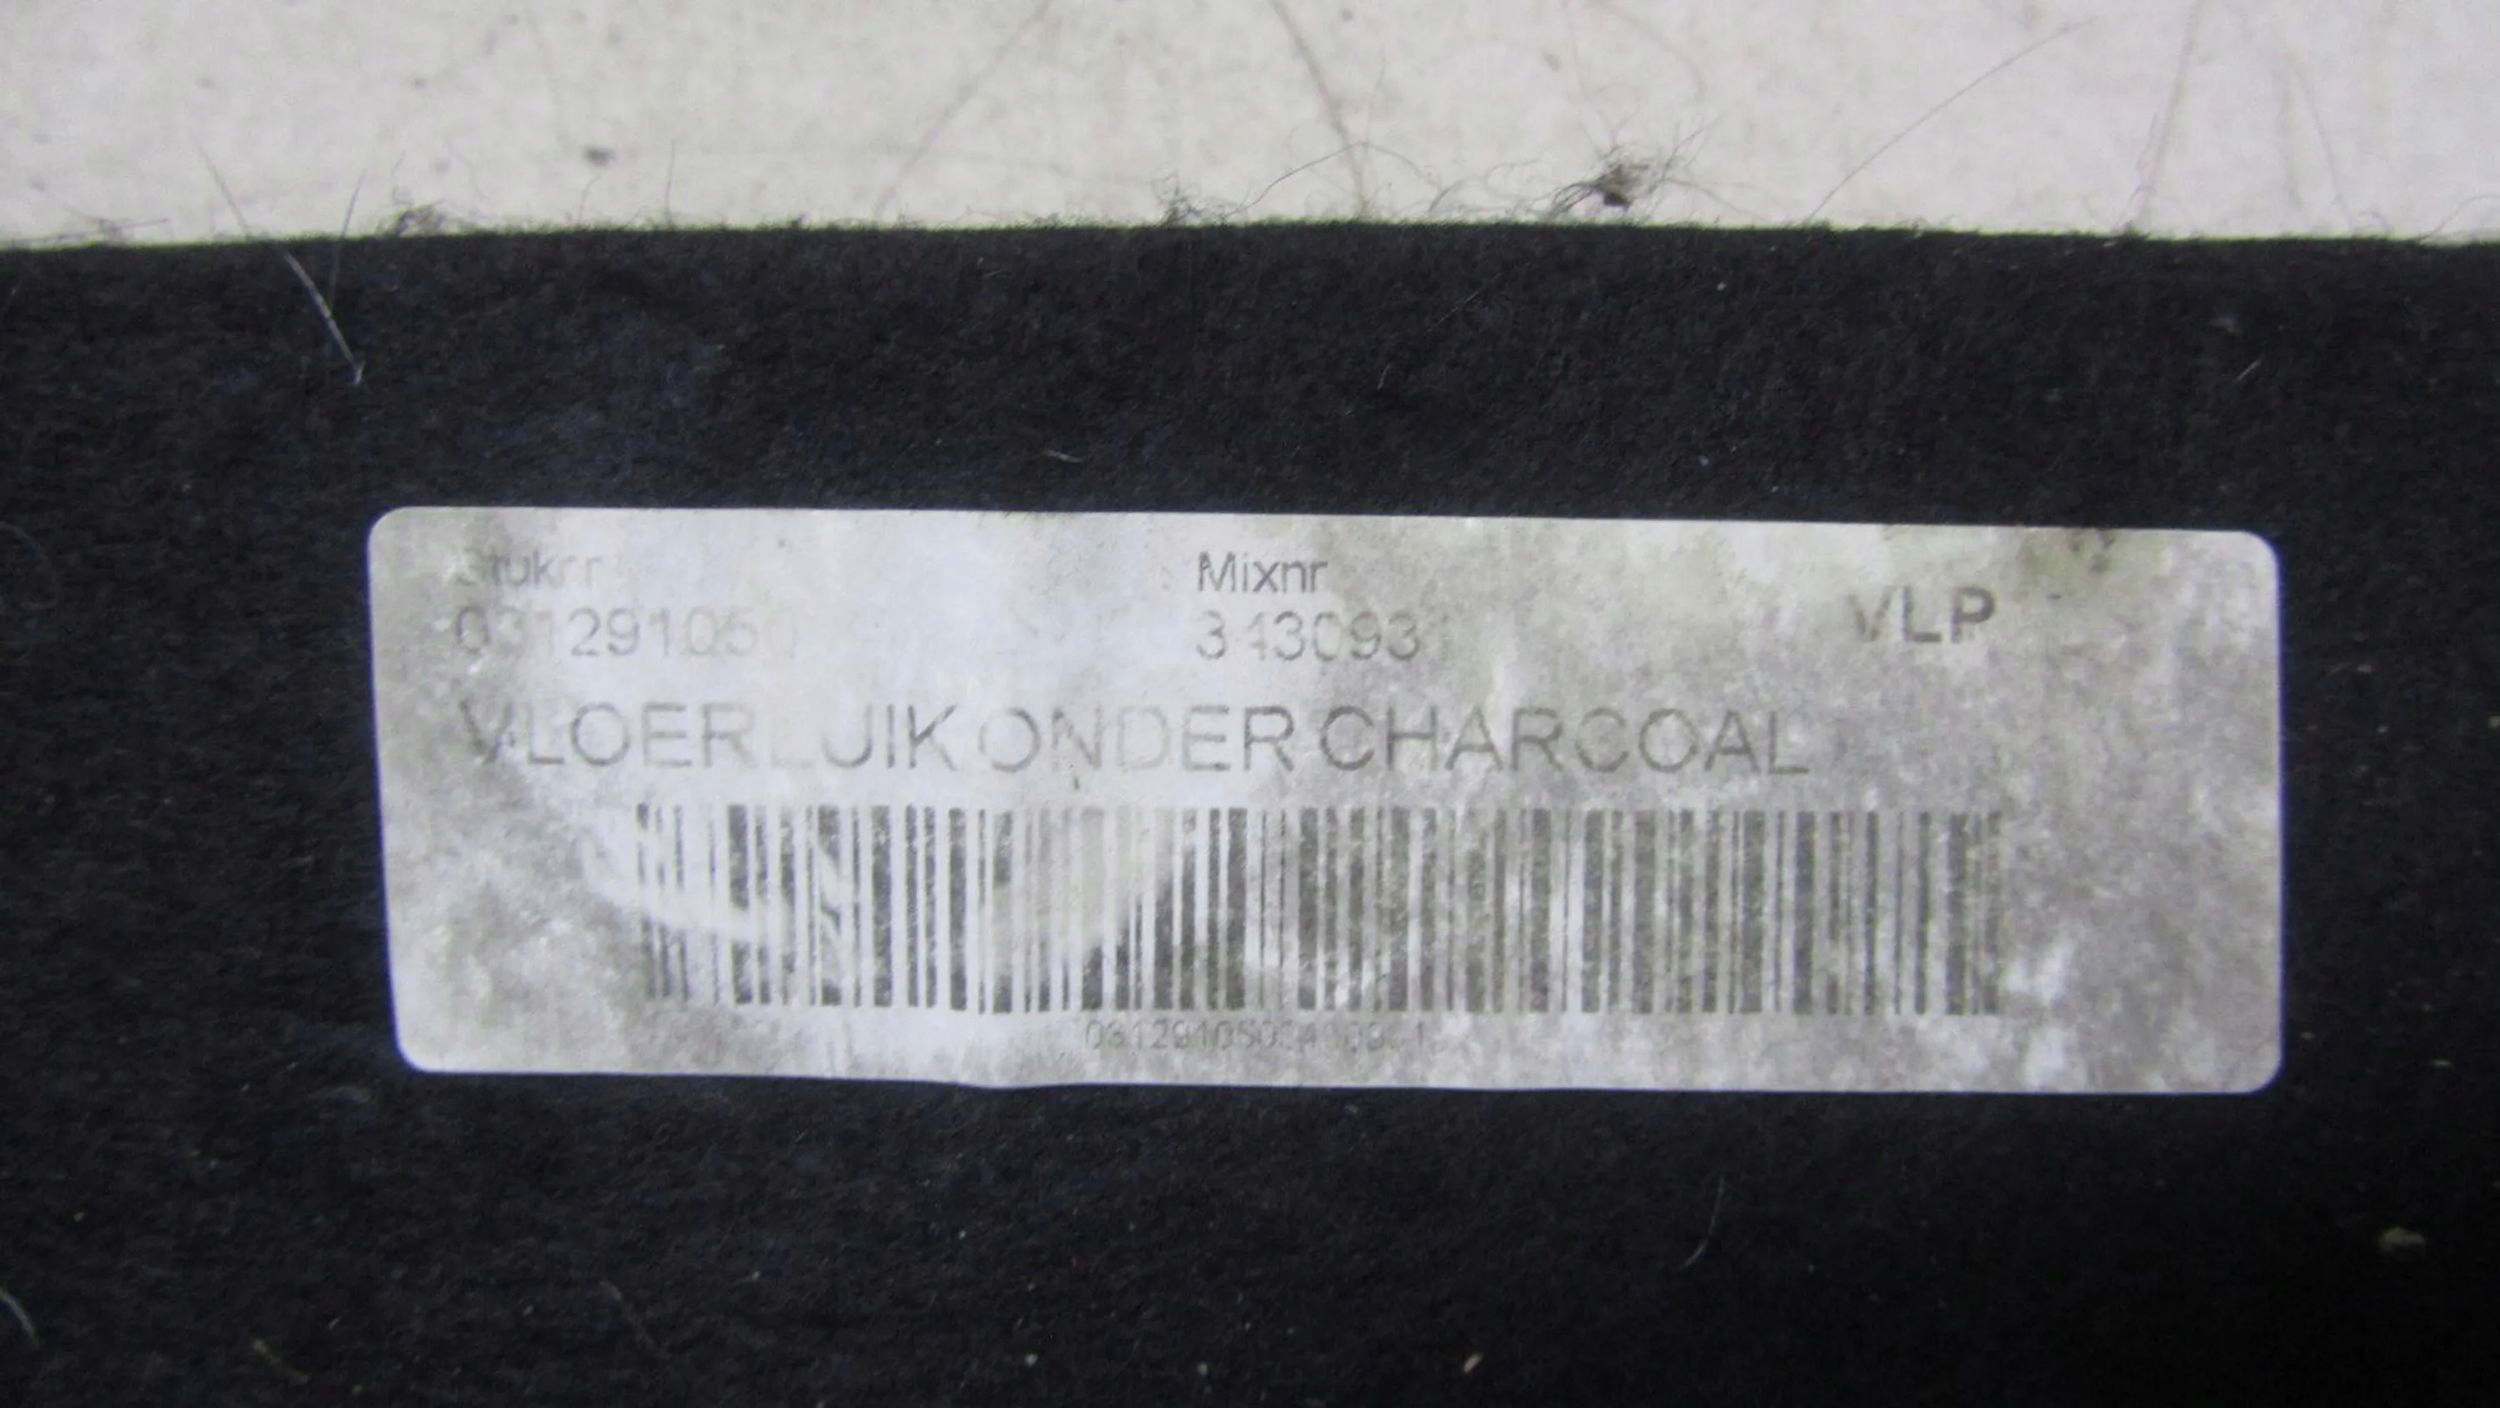 Stuknr Mixnr
031291050 3430931 VLP
VLOERLUIK ONDER CHARCOAL